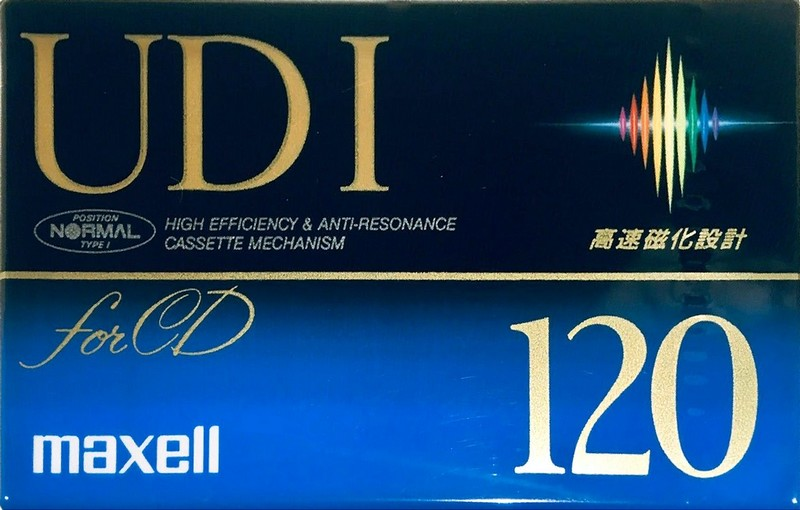 UDI
POSITION
NORMAL
TYPE I
HIGH EFFICIENCY & ANTI-RESONANCE
CASSETTE MECHANISM
高速磁化設計
for CD
120
maxell